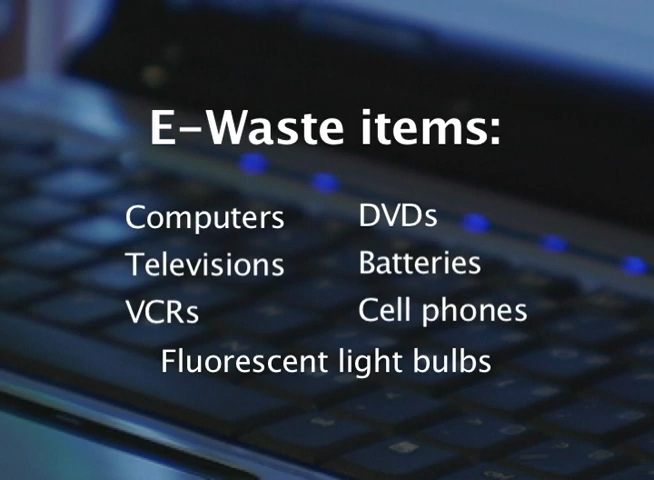 E-Waste items:
Computers
Televisions
VCRs
DVDs
Batteries
Cell phones
Fluorescent light bulbs